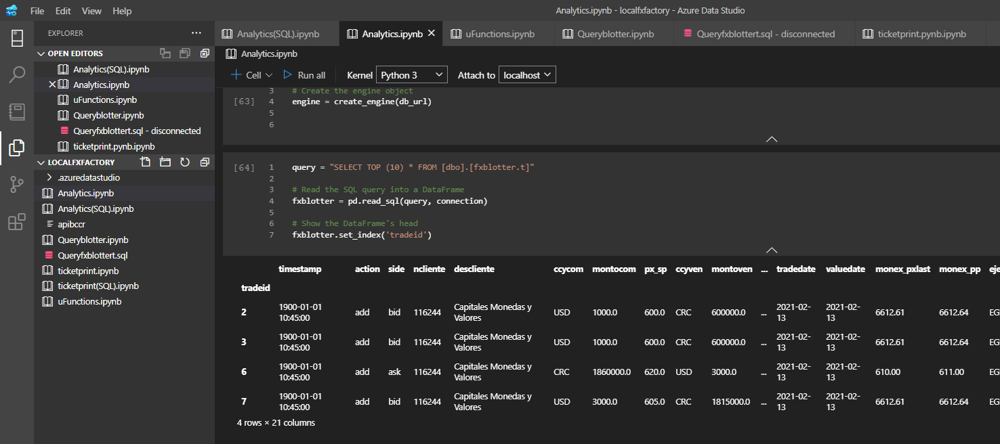 File Edit View Help
Analytics.ipynb - localfxfactory - Azure Data Studio
EXPLORER ...
OPEN EDITORS
Analytics(SQL).ipynb
Analytics.ipynb
uFunctions.ipynb
Queryblotter.ipynb
Queryfxblottert.sql - disconnected
ticketprint.pynb.ipynb
LOCALFXFACTORY
.azuredatastudio
Analytics.ipynb
Analytics(SQL).ipynb
apibccr
Queryblotter.ipynb
Queryfxblottert.sql
ticketprint.ipynb
ticketprint(SQL).ipynb
uFunctions.ipynb
Analytics(SQL).ipynb Analytics.ipynb uFunctions.ipynb Queryblotter.ipynb Queryfxblottert.sql - disconnected ticketprint.pynb.ipynb
Analytics.ipynb
Cell Run all Kernel Python 3 Attach to localhost
3 # Create the engine object
[63] 4 engine = create_engine(db_url)
5
6
[64] 1 query = "SELECT TOP (10) * FROM [dbo].[fxblotter.t]"
2
3 # Read the SQL query into a DataFrame
4 fxblotter = pd.read_sql(query, connection)
5
6 # Show the DataFrame's head
7 fxblotter.set_index('tradeid')
timestamp action side ncliente descliente ccycom montocom px_sp ccyven montoven ... tradedate valuedate monex_pxlast monex_pp eje
tradeid
2 1900-01-01 10:45:00 add bid 116244 Capitales Monedas y Valores USD 1000.0 600.0 CRC 600000.0 ... 2021-02-13 2021-02-13 6612.61 6612.64 EG
3 1900-01-01 10:45:00 add bid 116244 Capitales Monedas y Valores USD 1000.0 600.0 CRC 600000.0 ... 2021-02-13 2021-02-13 6612.61 6612.64 EG
6 1900-01-01 10:45:00 add ask 116244 Capitales Monedas y Valores CRC 1860000.0 620.0 USD 3000.0 ... 2021-02-13 2021-02-13 610.00 611.00 EG
7 1900-01-01 10:45:00 add bid 116244 Capitales Monedas y Valores USD 3000.0 605.0 CRC 1815000.0 ... 2021-02-13 2021-02-13 6612.61 6612.64 EG
4 rows × 21 columns